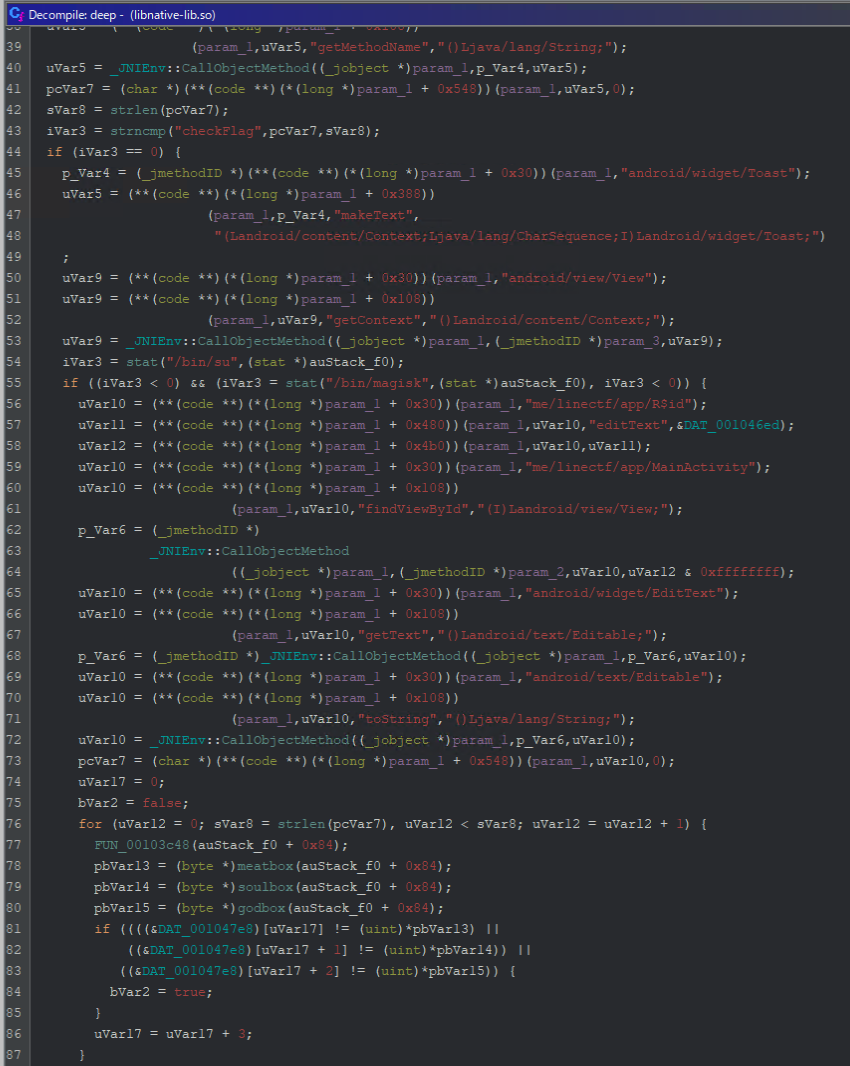 Decompile: deep - (libnative-lib.so)
39 (param_1,uVar5,"getMethodName","()Ljava/lang/String;");
40 uVar5 = _JNIEnv::CallObjectMethod((_jobject *)param_1,p_Var4,uVar5);
41 pcVar7 = (char *)(**(code **)(*(long *)param_1 + 0x548))(param_1,uVar5,0);
42 sVar8 = strlen(pcVar7);
43 iVar3 = strncmp("checkFlag",pcVar7,sVar8);
44 if (iVar3 == 0) {
45 p_Var4 = (_jmethodID *)(**(code **)(*(long *)param_1 + 0x30))(param_1,"android/widget/Toast");
46 uVar5 = (**(code **)(*(long *)param_1 + 0x388))
47 (param_1,p_Var4,"makeText",
48 "(Landroid/content/Context;Ljava/lang/CharSequence;I)Landroid/widget/Toast;")
49 ;
50 uVar9 = (**(code **)(*(long *)param_1 + 0x30))(param_1,"android/view/View");
51 uVar9 = (**(code **)(*(long *)param_1 + 0x108))
52 (param_1,uVar9,"getContext","()Landroid/content/Context;");
53 uVar9 = _JNIEnv::CallObjectMethod((_jobject *)param_1,(_jmethodID *)param_3,uVar9);
54 iVar3 = stat("/bin/su",(stat *)auStack_f0);
55 if ((iVar3 < 0) && (iVar3 = stat("/bin/magisk",(stat *)auStack_f0), iVar3 < 0)) {
56 uVar10 = (**(code **)(*(long *)param_1 + 0x30))(param_1,"me/linectf/app/R$id");
57 uVar11 = (**(code **)(*(long *)param_1 + 0x480))(param_1,uVar10,"editText",&DAT_001046ed);
58 uVar12 = (**(code **)(*(long *)param_1 + 0x4b0))(param_1,uVar10,uVar11);
59 uVar10 = (**(code **)(*(long *)param_1 + 0x30))(param_1,"me/linectf/app/MainActivity");
60 uVar10 = (**(code **)(*(long *)param_1 + 0x108))
61 (param_1,uVar10,"findViewById","(I)Landroid/view/View;");
62 p_Var6 = (_jmethodID *)
63 _JNIEnv::CallObjectMethod
64 ((_jobject *)param_1,(_jmethodID *)param_2,uVar10,uVar12 & 0xffffffff);
65 uVar10 = (**(code **)(*(long *)param_1 + 0x30))(param_1,"android/widget/EditText");
66 uVar10 = (**(code **)(*(long *)param_1 + 0x108))
67 (param_1,uVar10,"getText","()Landroid/text/Editable;");
68 p_Var6 = (_jmethodID *)_JNIEnv::CallObjectMethod((_jobject *)param_1,p_Var6,uVar10);
69 uVar10 = (**(code **)(*(long *)param_1 + 0x30))(param_1,"android/text/Editable");
70 uVar10 = (**(code **)(*(long *)param_1 + 0x108))
71 (param_1,uVar10,"toString","()Ljava/lang/String;");
72 uVar10 = _JNIEnv::CallObjectMethod((_jobject *)param_1,p_Var6,uVar10);
73 pcVar7 = (char *)(**(code **)(*(long *)param_1 + 0x548))(param_1,uVar10,0);
74 uVar17 = 0;
75 bVar2 = false;
76 for (uVar12 = 0; sVar8 = strlen(pcVar7), uVar12 < sVar8; uVar12 = uVar12 + 1) {
77 FUN_00103c48(auStack_f0 + 0x84);
78 pbVar13 = (byte *)meatbox(auStack_f0 + 0x84);
79 pbVar14 = (byte *)soulbox(auStack_f0 + 0x84);
80 pbVar15 = (byte *)godbox(auStack_f0 + 0x84);
81 if ((((&DAT_001047e8)[uVar17] != (uint)*pbVar13) ||
82 ((&DAT_001047e8)[uVar17 + 1] != (uint)*pbVar14)) ||
83 ((&DAT_001047e8)[uVar17 + 2] != (uint)*pbVar15)) {
84 bVar2 = true;
85 }
86 uVar17 = uVar17 + 3;
87 }